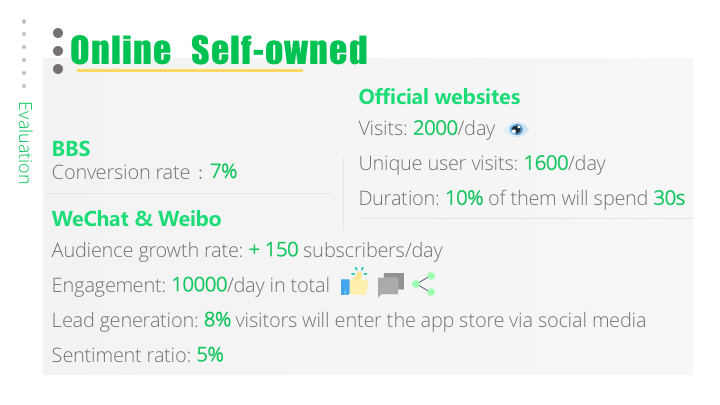 Online Self-owned
Evaluation
BBS
Conversion rate：7%
Official websites
Visits: 2000/day
Unique user visits: 1600/day
Duration: 10% of them will spend 30s
WeChat & Weibo
Audience growth rate: + 150 subscribers/day
Engagement: 10000/day in total
Lead generation: 8% visitors will enter the app store via social media
Sentiment ratio: 5%